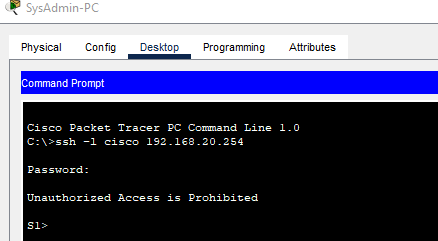 SysAdmin-PC
Physical Config Desktop Programming Attributes
Command Prompt
Cisco Packet Tracer PC Command Line 1.0
C:\>ssh -l cisco 192.168.20.254
Password:
Unauthorized Access is Prohibited
S1>